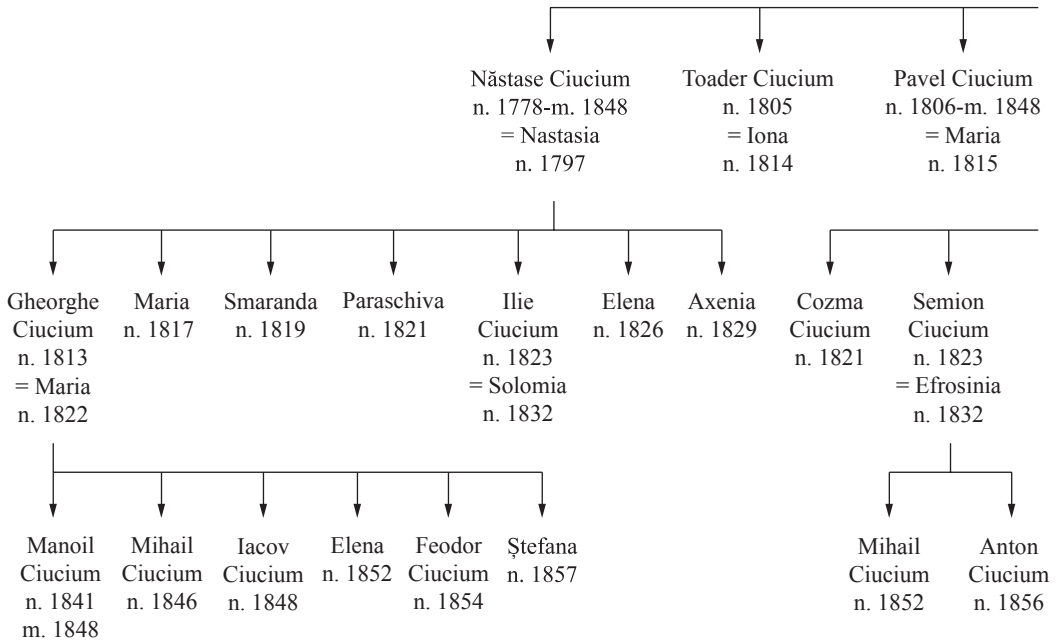 Năstase Ciucium
n. 1778-m. 1848
= Nastasia
n. 1797
Toader Ciucium
n. 1805
= Iona
n. 1814
Pavel Ciucium
n. 1806-m. 1848
= Maria
n. 1815
Gheorghe
Ciucium
n. 1813
= Maria
n. 1822
Maria
n. 1817
Smaranda
n. 1819
Paraschiva
n. 1821
Ilie
Ciucium
n. 1823
= Solomia
n. 1832
Elena
n. 1826
Axenia
n. 1829
Cozma
Ciucium
n. 1821
Semion
Ciucium
n. 1823
= Efrosinia
n. 1832
Manoil
Ciucium
n. 1841
m. 1848
Mihail
Ciucium
n. 1846
Iacov
Ciucium
n. 1848
Elena
n. 1852
Feodor
Ciucium
n. 1854
Ștefana
n. 1857
Mihail
Ciucium
n. 1852
Anton
Ciucium
n. 1856